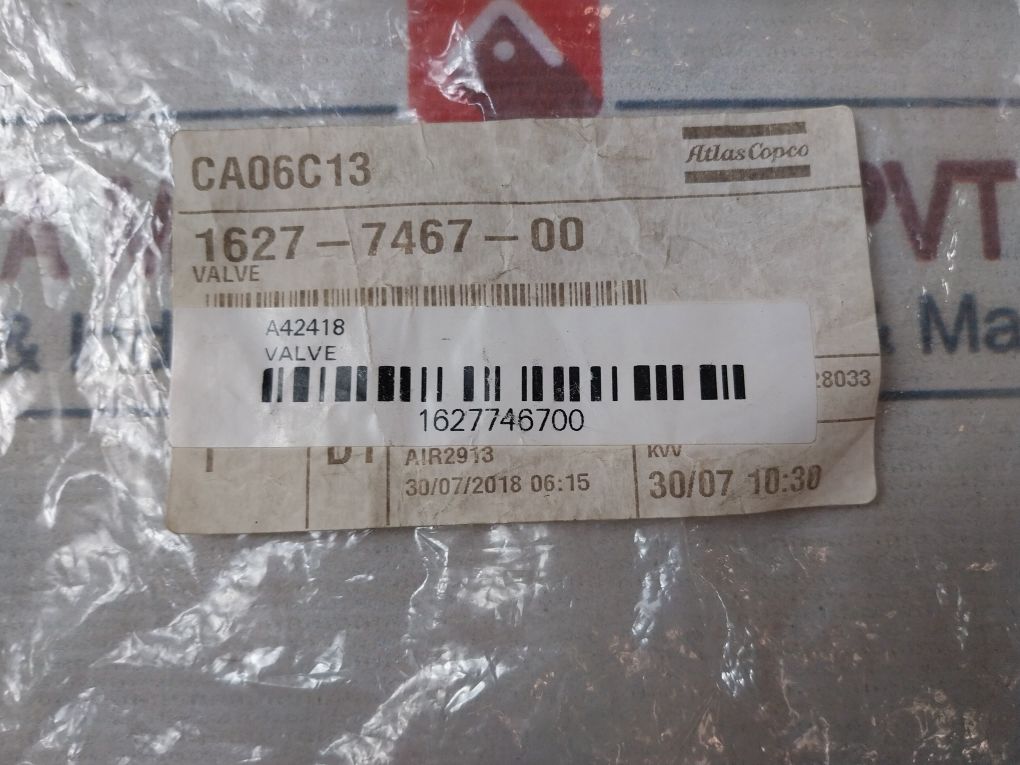 CA06C13
Atlas Copco
1627-7467-00
VALVE
A42418
VALVE
28033
1627746700
AIR2913
KVV
30/07/2018 06:15
30/07 10:30
PVT
& Ma